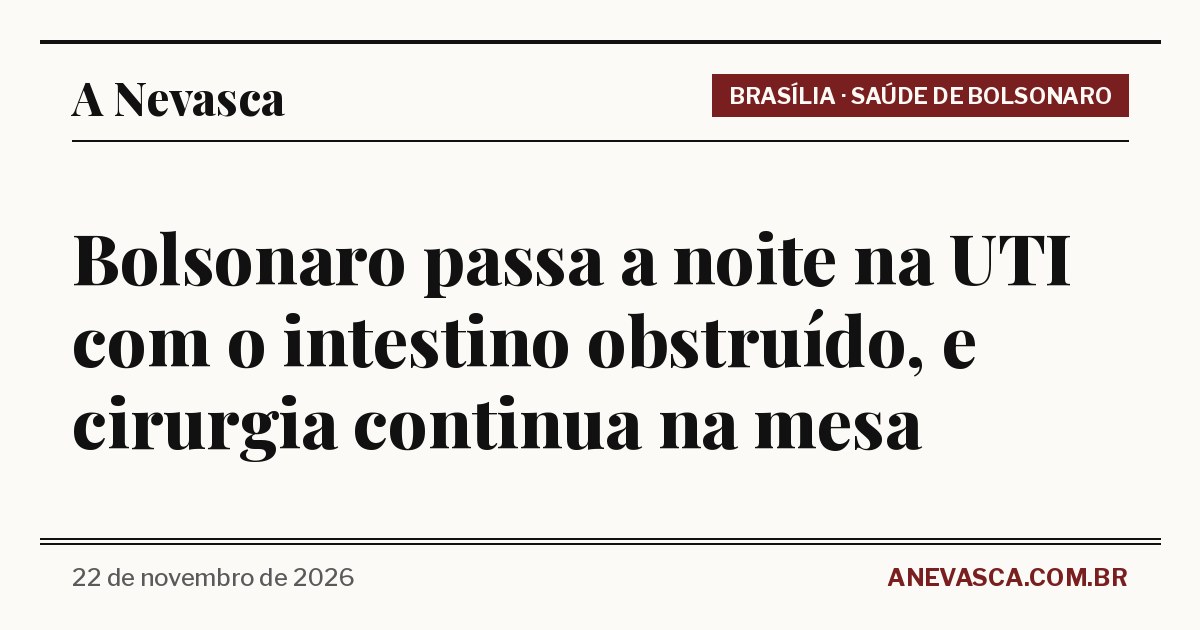 A Nevasca
BRASÍLIA · SAÚDE DE BOLSONARO
Bolsonaro passa a noite na UTI
com o intestino obstruído, e
cirurgia continua na mesa
22 de novembro de 2026
ANEVASCA.COM.BR